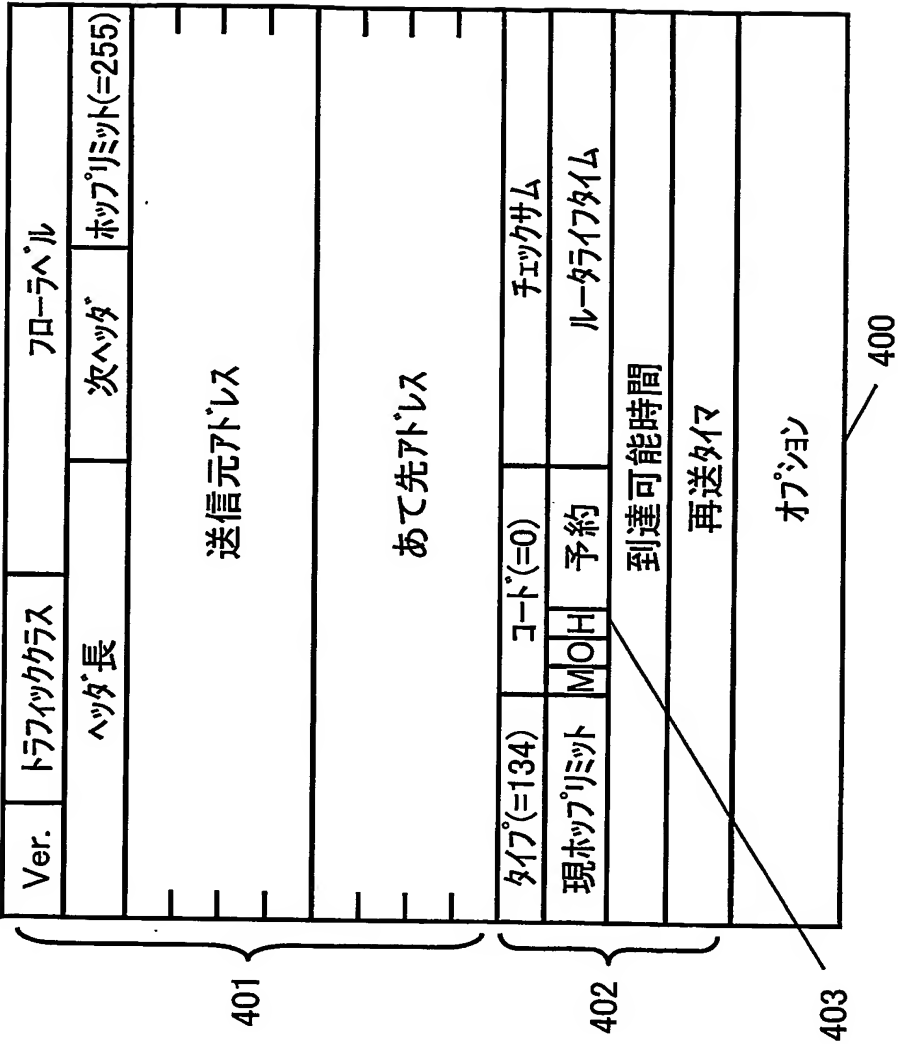 Ver. トラフィッククラス フローラベル
ヘッダ長 次ヘッダ ホップリミット(=255)
送信元アドレス
あて先アドレス
401
タイプ(=134) コード(=0) チェックサム
現ホップリミット M O H 予約 ルータライフタイム
到達可能時間
再送タイマ
402
オプション
403
400